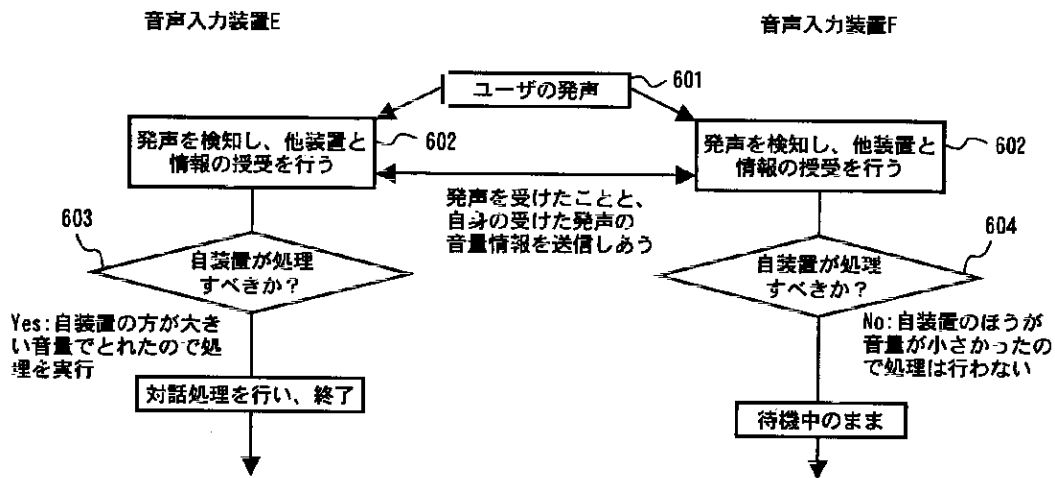 音声入力装置E
音声入力装置F
ユーザの発声
601
発声を検知し、他装置と
情報の授受を行う
602
発声を検知し、他装置と
情報の授受を行う
602
発声を受けたことと、
自身の受けた発声の
音量情報を送信しあう
603
自装置が処理
すべきか?
604
自装置が処理
すべきか?
Yes:自装置の方が大き
い音量でとれたので処
理を実行
No:自装置のほうが
音量が小さかったの
で処理は行わない
対話処理を行い、終了
待機中のまま